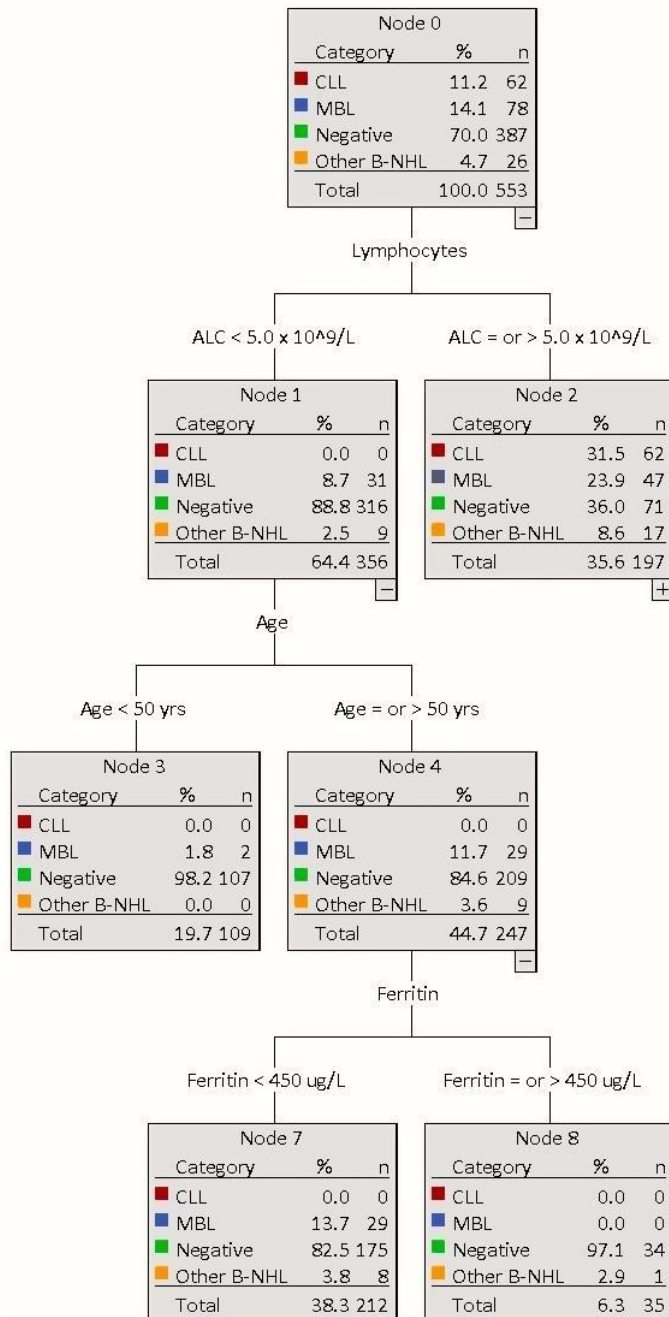 Node 0
Category % n
CLL 11.2 62
MBL 14.1 78
Negative 70.0 387
Other B-NHL 4.7 26
Total 100.0 553
Lymphocytes
ALC < 5.0 x 10^9/L
ALC = or > 5.0 x 10^9/L
Node 1
Category % n
CLL 0.0 0
MBL 8.7 31
Negative 88.8 316
Other B-NHL 2.5 9
Total 64.4 356
Node 2
Category % n
CLL 31.5 62
MBL 23.9 47
Negative 36.0 71
Other B-NHL 8.6 17
Total 35.6 197
Age
Age < 50 yrs
Age = or > 50 yrs
Node 3
Category % n
CLL 0.0 0
MBL 1.8 2
Negative 98.2 107
Other B-NHL 0.0 0
Total 19.7 109
Node 4
Category % n
CLL 0.0 0
MBL 11.7 29
Negative 84.6 209
Other B-NHL 3.6 9
Total 44.7 247
Ferritin
Ferritin < 450 ug/L
Ferritin = or > 450 ug/L
Node 7
Category % n
CLL 0.0 0
MBL 13.7 29
Negative 82.5 175
Other B-NHL 3.8 8
Total 38.3 212
Node 8
Category % n
CLL 0.0 0
MBL 0.0 0
Negative 97.1 34
Other B-NHL 2.9 1
Total 6.3 35